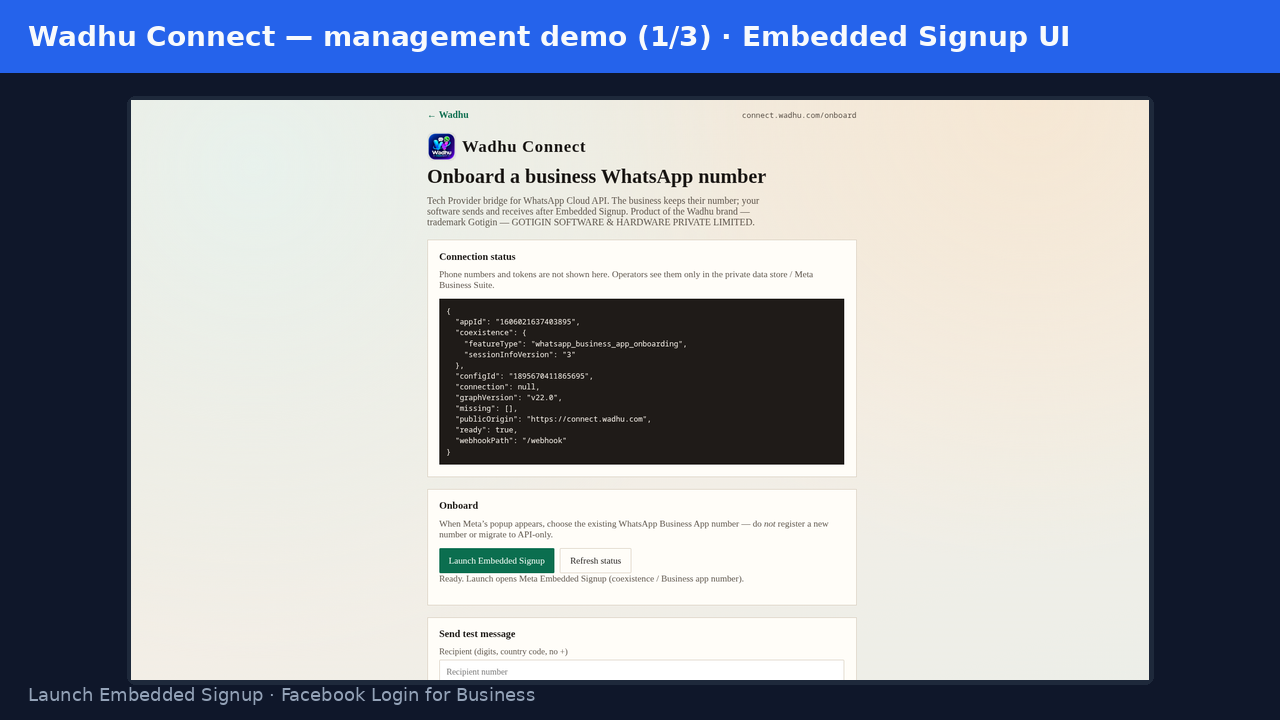 Wadhu Connect — management demo (1/3) · Embedded Signup UI
← Wadhu
connect.wadhu.com/onboard
Wadhu
Wadhu Connect
Onboard a business WhatsApp number
Tech Provider bridge for WhatsApp Cloud API. The business keeps their number; your
software sends and receives after Embedded Signup. Product of the Wadhu brand —
trademark Gotigin — GOTIGIN SOFTWARE & HARDWARE PRIVATE LIMITED.
Connection status
Phone numbers and tokens are not shown here. Operators see them only in the private data store / Meta
Business Suite.
{
  "appId": "1606021637403895",
  "coexistence": {
    "featureType": "whatsapp_business_app_onboarding",
    "sessionInfoVersion": "3"
  },
  "configId": "1895670411865695",
  "connection": null,
  "graphVersion": "v22.0",
  "missing": [],
  "publicOrigin": "https://connect.wadhu.com",
  "ready": true,
  "webhookPath": "/webhook"
}
Onboard
When Meta’s popup appears, choose the existing WhatsApp Business App number — do not register a new
number or migrate to API-only.
Launch Embedded Signup
Refresh status
Ready. Launch opens Meta Embedded Signup (coexistence / Business app number).
Send test message
Recipient (digits, country code, no +)
Recipient number
Launch Embedded Signup · Facebook Login for Business